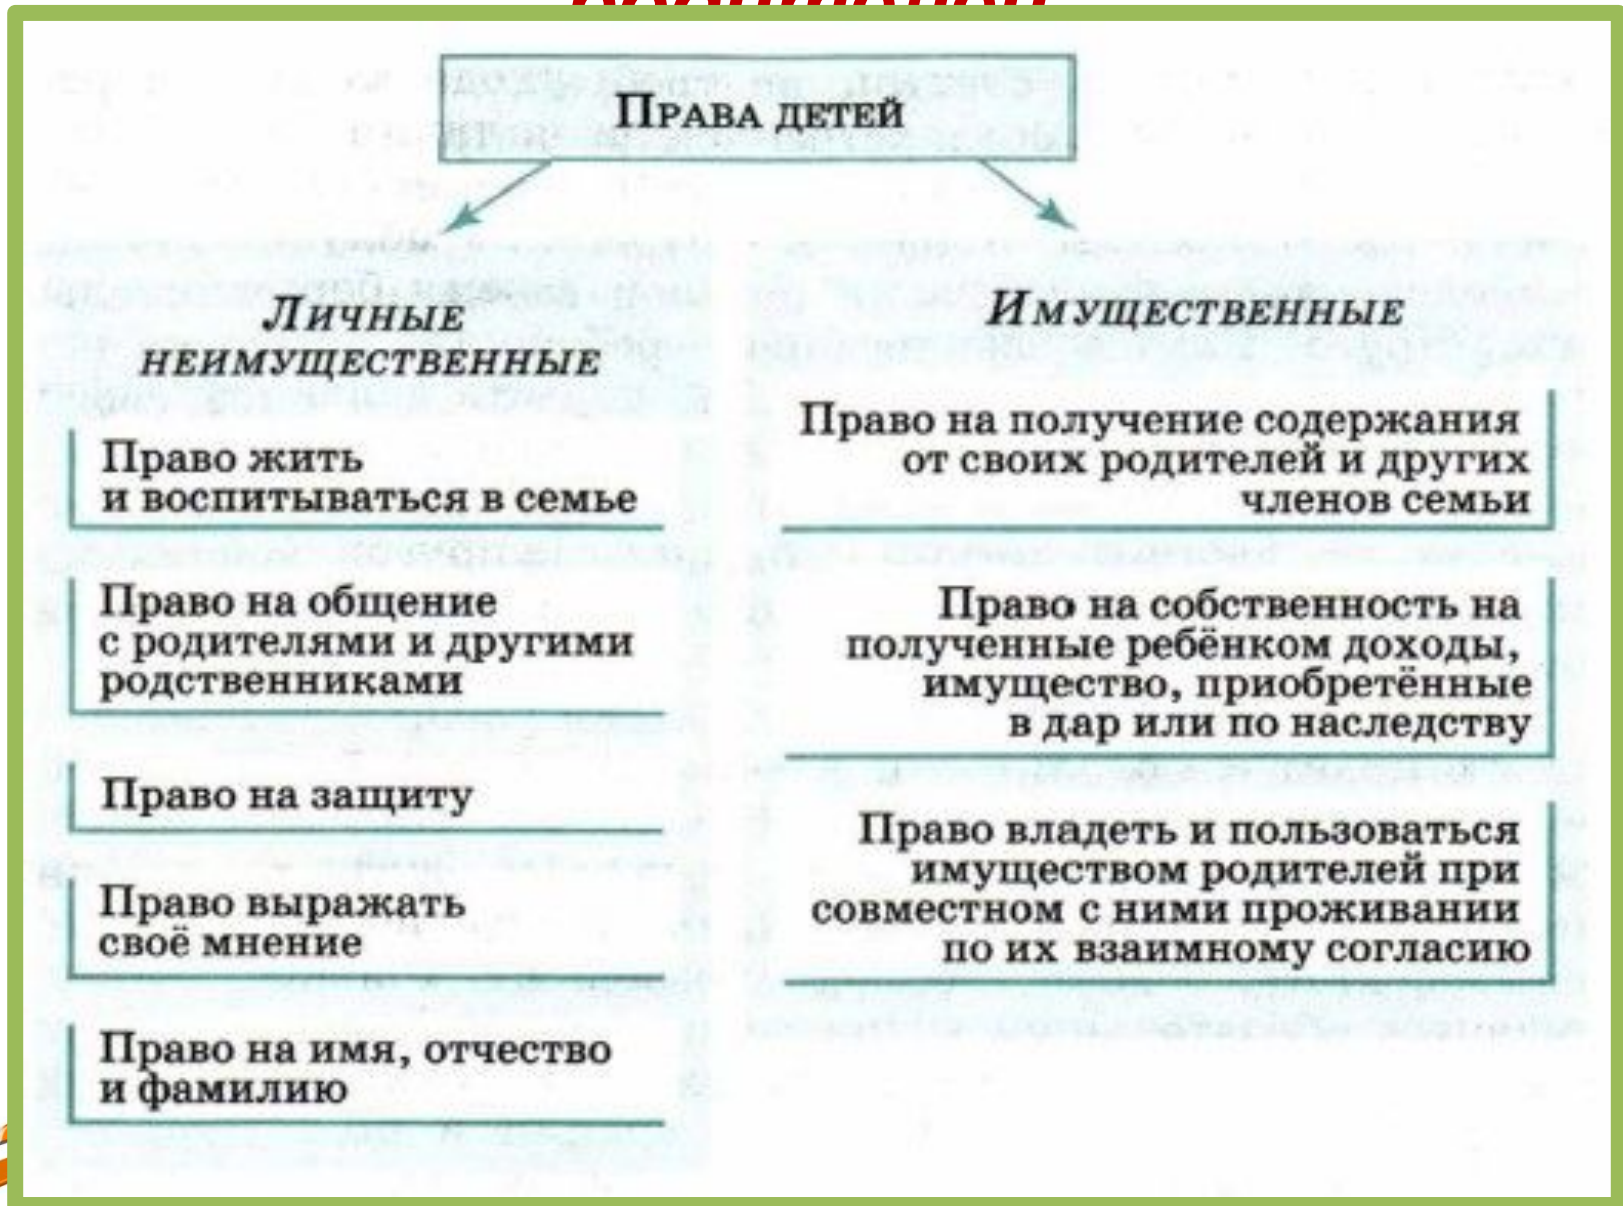 ПРАВА ДЕТЕЙ
ЛИЧНЫЕ
НЕИМУЩЕСТВЕННЫЕ
Право жить
и воспитываться в семье
Право на общение
с родителями и другими
родственниками
Право на защиту
Право выражать
своё мнение
Право на имя, отчество
и фамилию
ИМУЩЕСТВЕННЫЕ
Право на получение содержания
от своих родителей и других
членов семьи
Право на собственность на
полученные ребёнком доходы,
имущество, приобретённые
в дар или по наследству
Право владеть и пользоваться
имуществом родителей при
совместном с ними проживании
по их взаимному согласию